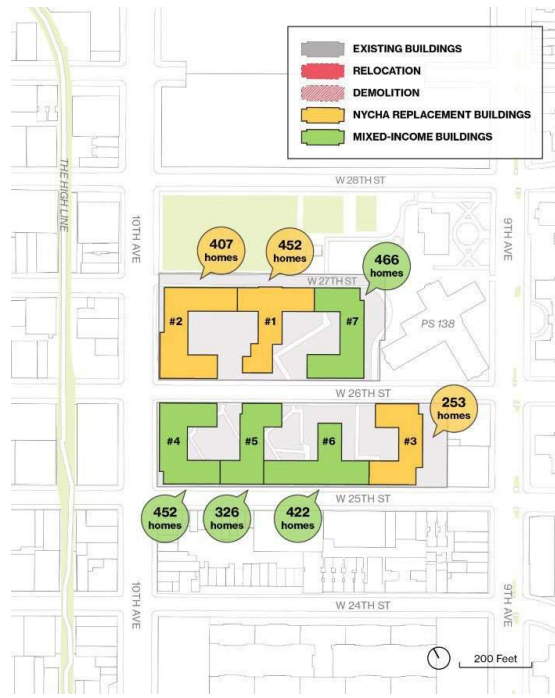 EXISTING BUILDINGS
RELOCATION
DEMOLITION
NYCHA REPLACEMENT BUILDINGS
MIXED-INCOME BUILDINGS
THE HIGH LINE
10TH AVE
W 28TH ST
9TH AVE
407
homes
452
homes
466
homes
W 27TH ST
#2
#1
#7
PS 138
W 26TH ST
253
homes
#4
#5
#6
#3
452
homes
326
homes
422
homes
W 25TH ST
10TH AVE
W 24TH ST
9TH AVE
200 Feet